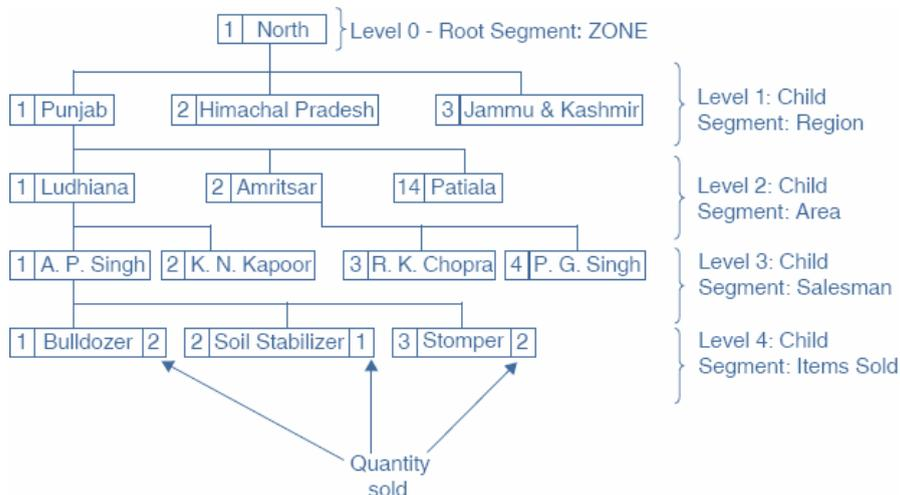 1 North Level 0 - Root Segment: ZONE
1 Punjab 2 Himachal Pradesh 3 Jammu & Kashmir
Level 1: Child
Segment: Region
1 Ludhiana 2 Amritsar 14 Patiala
Level 2: Child
Segment: Area
1 A. P. Singh 2 K. N. Kapoor 3 R. K. Chopra 4 P. G. Singh
Level 3: Child
Segment: Salesman
1 Bulldozer 2 2 Soil Stabilizer 1 3 Stomper 2
Level 4: Child
Segment: Items Sold
Quantity
sold